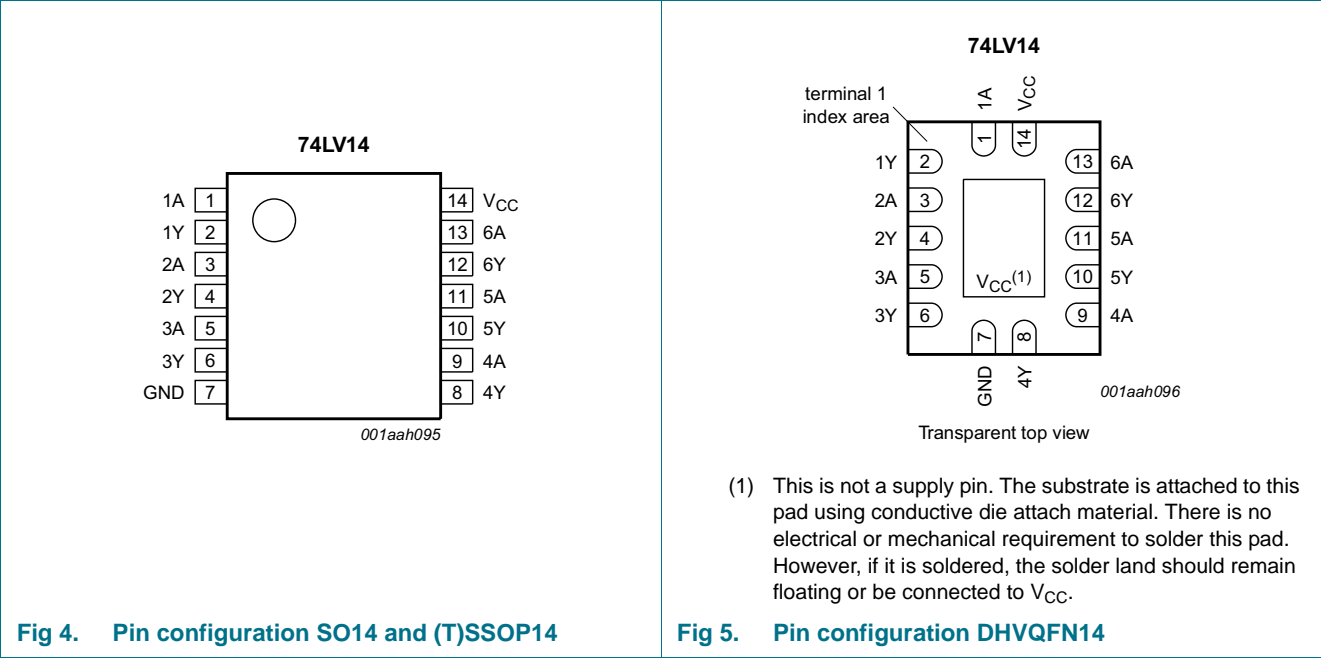 74LV14
1A 1
1Y 2
2A 3
2Y 4
3A 5
3Y 6
GND 7
14 VCC
13 6A
12 6Y
11 5A
10 5Y
9 4A
8 4Y
001aah095
Fig 4. Pin configuration SO14 and (T)SSOP14
74LV14
terminal 1
index area
1A
VCC
1
14
1Y 2
2A 3
2Y 4
3A 5
3Y 6
13 6A
12 6Y
11 5A
10 5Y
9 4A
VCC(1)
7
8
GND
4Y
001aah096
Transparent top view
(1) This is not a supply pin. The substrate is attached to this
pad using conductive die attach material. There is no
electrical or mechanical requirement to solder this pad.
However, if it is soldered, the solder land should remain
floating or be connected to VCC.
Fig 5. Pin configuration DHVQFN14